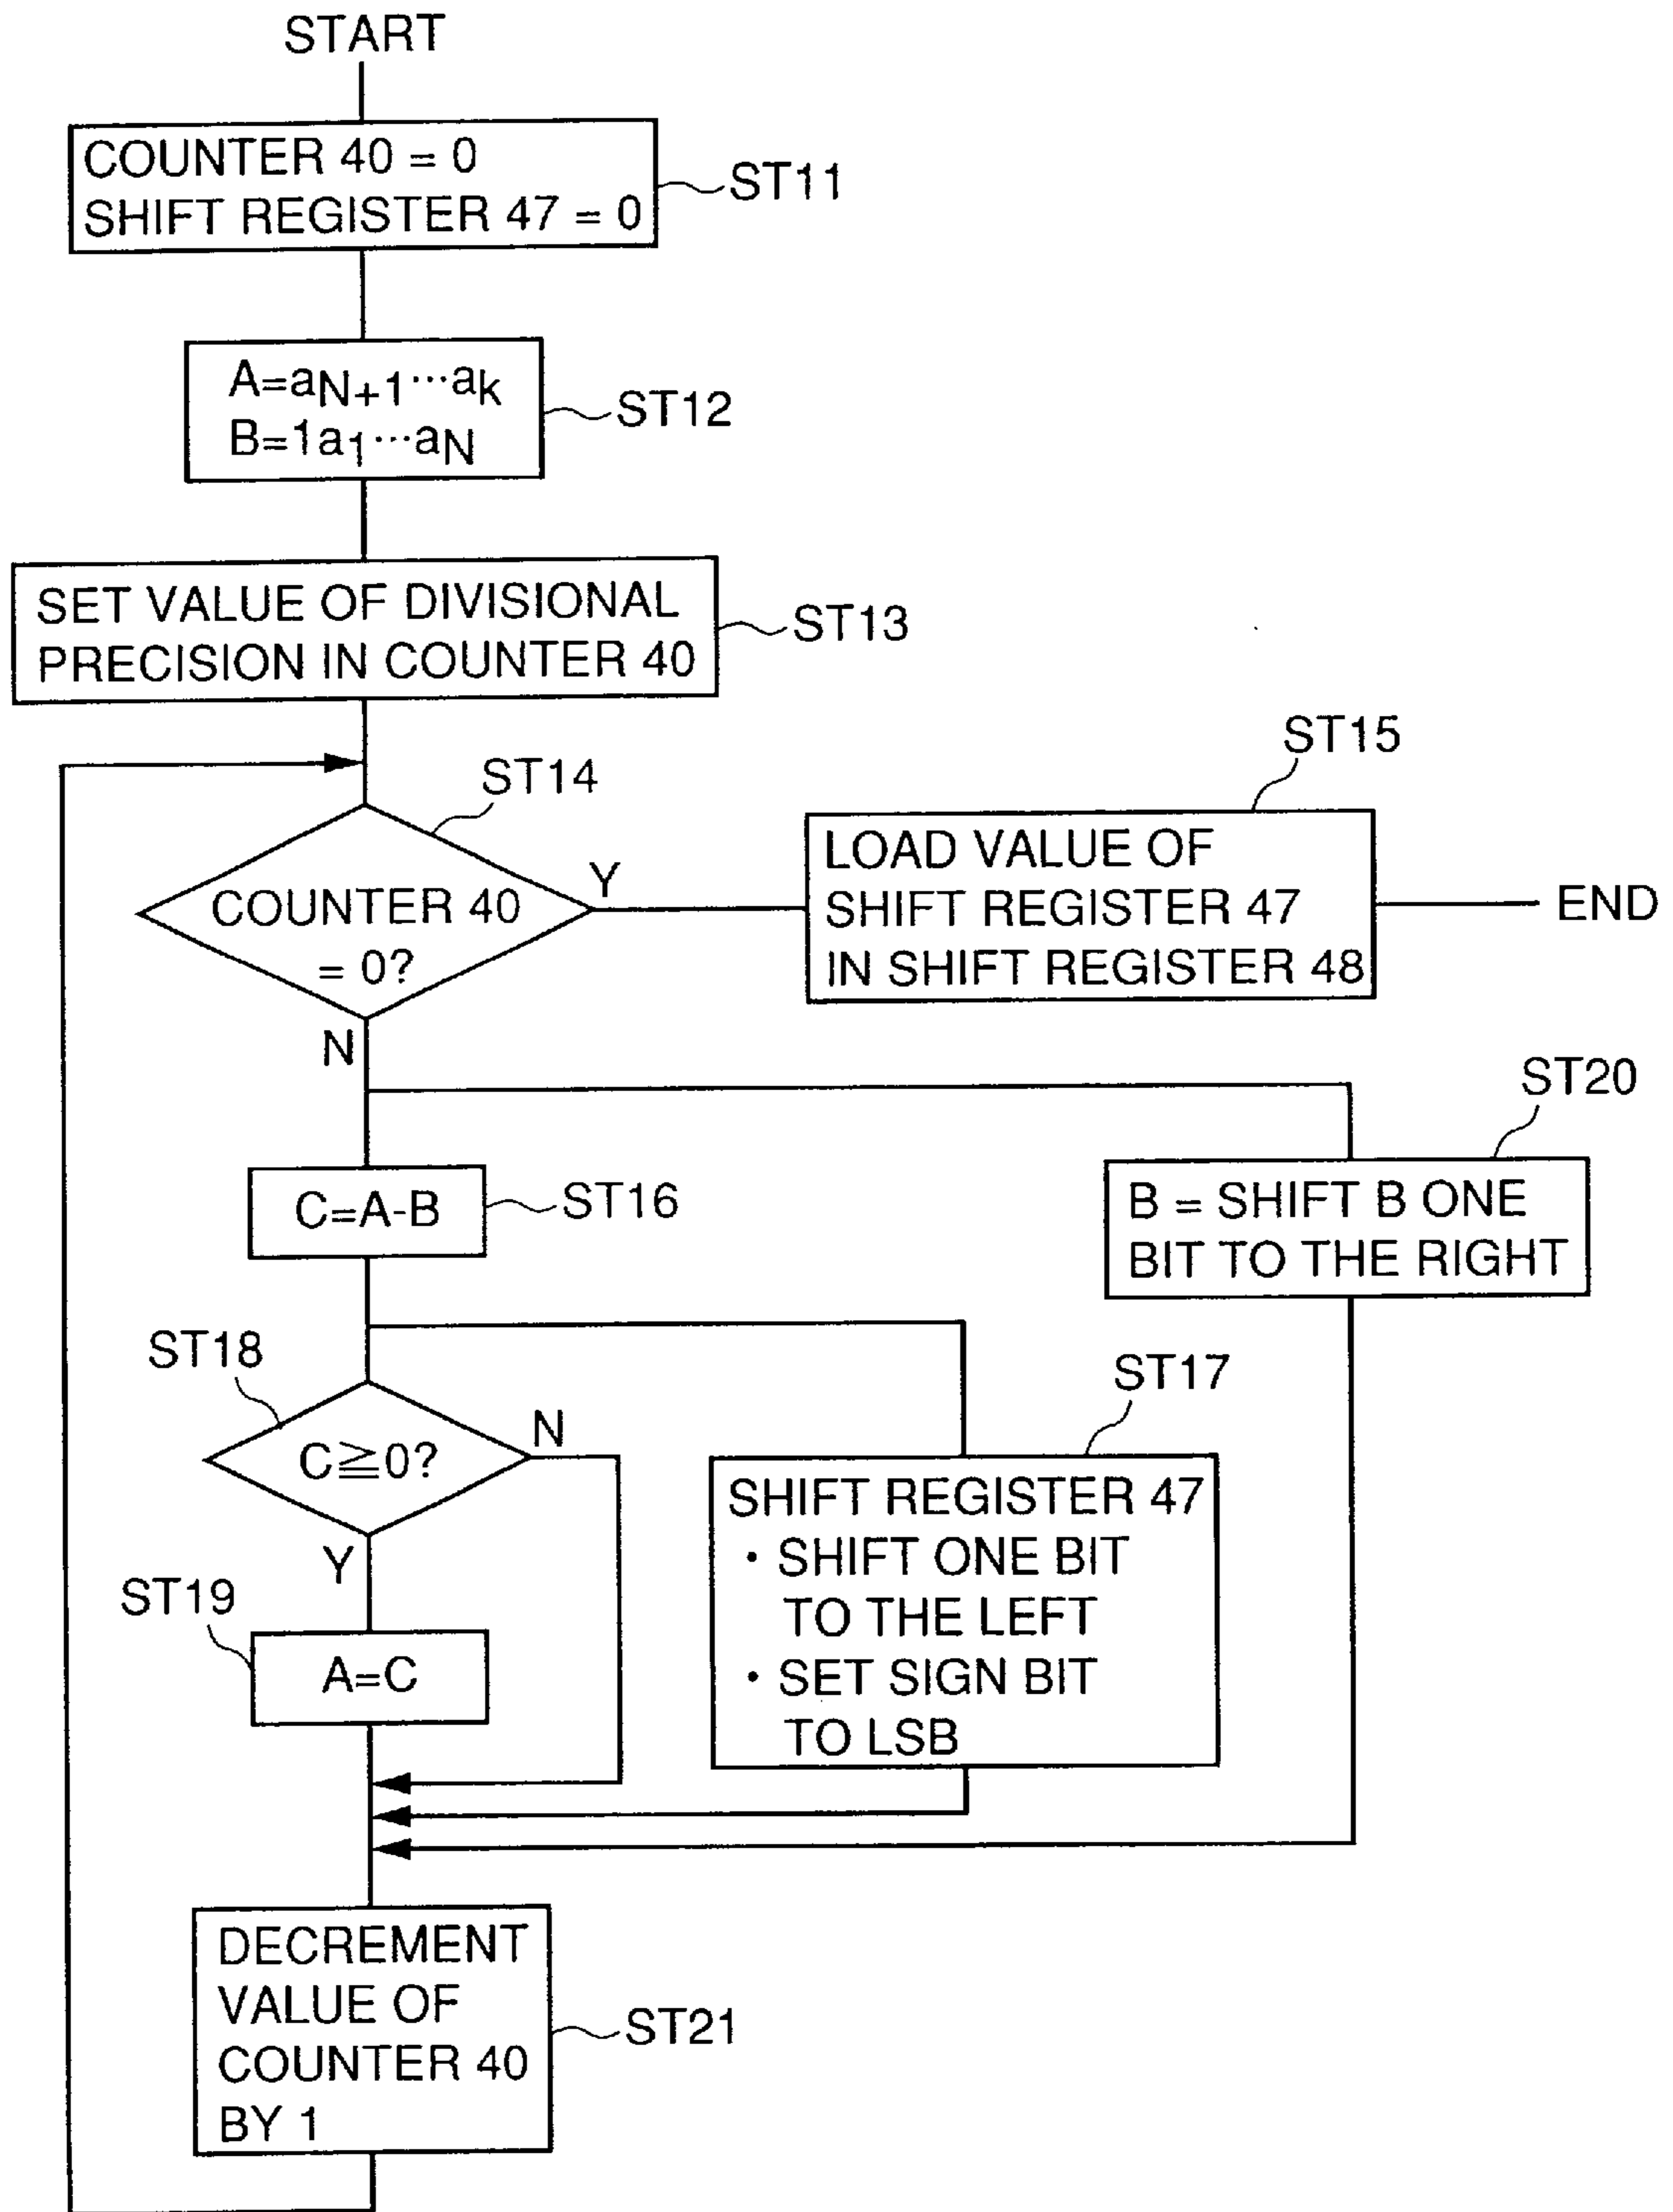 START
COUNTER 40 = 0
SHIFT REGISTER 47 = 0
ST11
A=aN+1···ak
B=1a1···aN
ST12
SET VALUE OF DIVISIONAL
PRECISION IN COUNTER 40
ST13
ST14
COUNTER 40
= 0?
Y
N
ST15
LOAD VALUE OF
SHIFT REGISTER 47
IN SHIFT REGISTER 48
END
ST20
B = SHIFT B ONE
BIT TO THE RIGHT
C=A-B
ST16
ST18
C≧0?
N
Y
ST17
SHIFT REGISTER 47
・SHIFT ONE BIT
TO THE LEFT
・SET SIGN BIT
TO LSB
ST19
A=C
DECREMENT
VALUE OF
COUNTER 40
BY 1
ST21